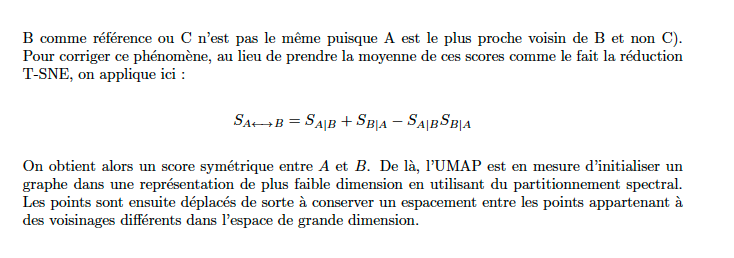 B comme référence ou C n'est pas le même puisque A est le plus proche voisin de B et non C).
Pour corriger ce phénomène, au lieu de prendre la moyenne de ces scores comme le fait la réduction
T-SNE, on applique ici :
S_{A⟷B} = S_{A|B} + S_{B|A} − S_{A|B}S_{B|A}
On obtient alors un score symétrique entre A et B. De là, l'UMAP est en mesure d'initialiser un
graphe dans une représentation de plus faible dimension en utilisant du partitionnement spectral.
Les points sont ensuite déplacés de sorte à conserver un espacement entre les points appartenant à
des voisinages différents dans l'espace de grande dimension.